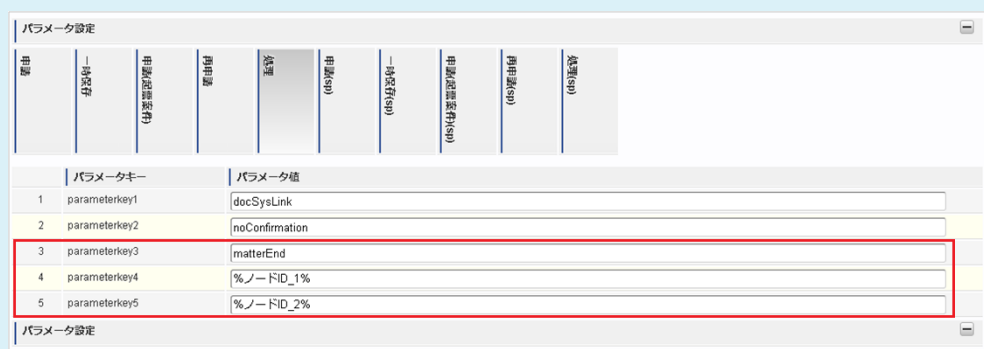 パラメータ設定
申請
一時保存
申請(起票案件)
再申請
処理
申請(sp)
一時保存(sp)
申請(起票案件)(sp)
再申請(sp)
処理(sp)
パラメータキー パラメータ値
1 parameterkey1 docSysLink
2 parameterkey2 noConfirmation
3 parameterkey3 matterEnd
4 parameterkey4 %ノードID_1%
5 parameterkey5 %ノードID_2%
パラメータ設定